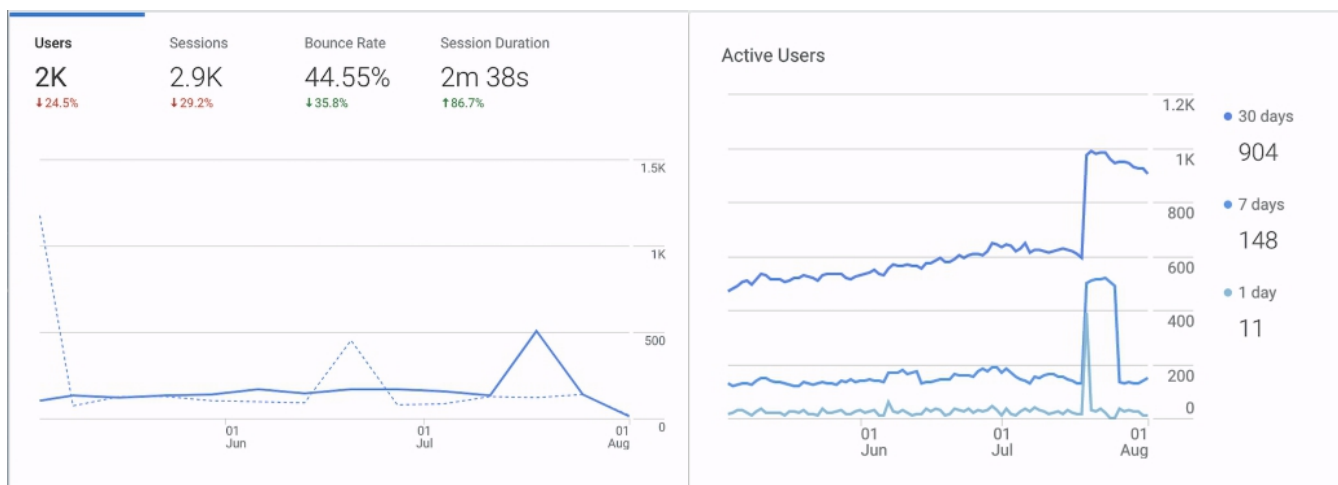 Users Sessions Bounce Rate Session Duration
2K 2.9K 44.55% 2m 38s
↓24.5% ↓29.2% ↓35.8% ↑86.7%
1.5K
1K
500
0
01 01 01
Jun Jul Aug
Active Users
1.2K
1K
800
600
400
200
0
01 01 01
Jun Jul Aug
30 days
904
7 days
148
1 day
11